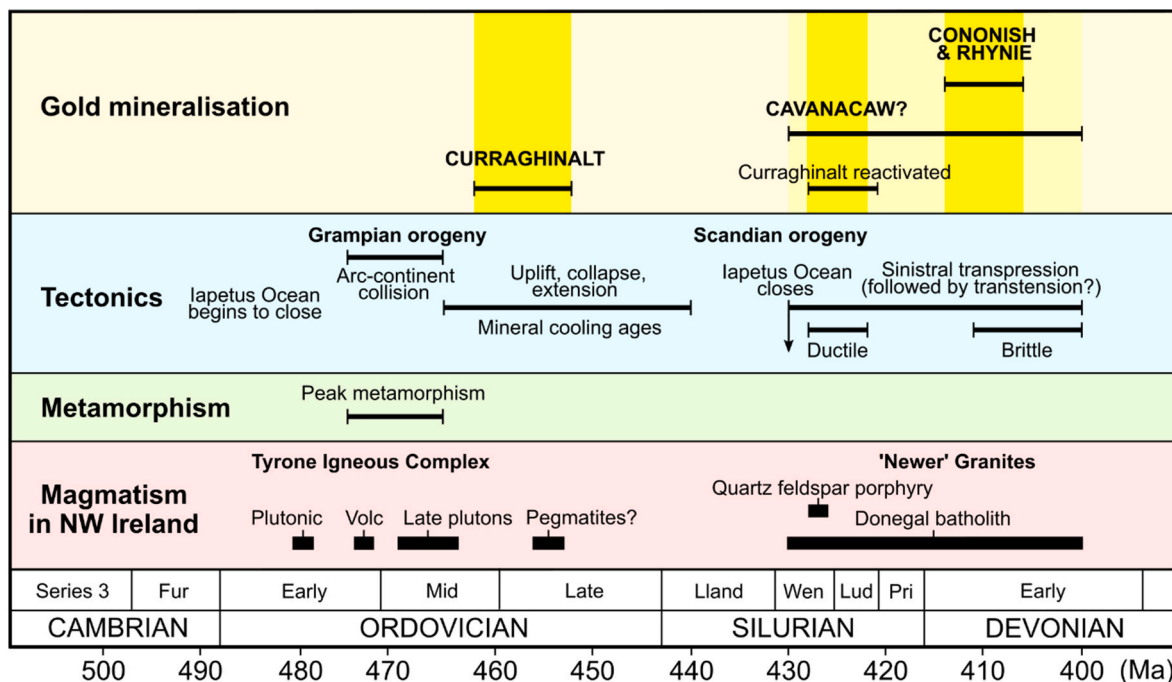 Gold mineralisation
CONONISH
& RHYNIE
CAVANACAW?
CURRAGHINALT
Curraghinalt reactivated
Tectonics
Grampian orogeny
Arc-continent
collision
Iapetus Ocean
begins to close
Uplift, collapse,
extension
Mineral cooling ages
Scandian orogeny
Iapetus Ocean
closes
Sinistral transpression
(followed by transtension?)
Ductile
Brittle
Metamorphism
Peak metamorphism
Magmatism
in NW Ireland
Tyrone Igneous Complex
Plutonic
Volc
Late plutons
Pegmatites?
'Newer' Granites
Quartz feldspar porphyry
Donegal batholith
Series 3 Fur Early Mid Late Lland Wen Lud Pri Early
CAMBRIAN ORDOVICIAN SILURIAN DEVONIAN
500 490 480 470 460 450 440 430 420 410 400 (Ma)